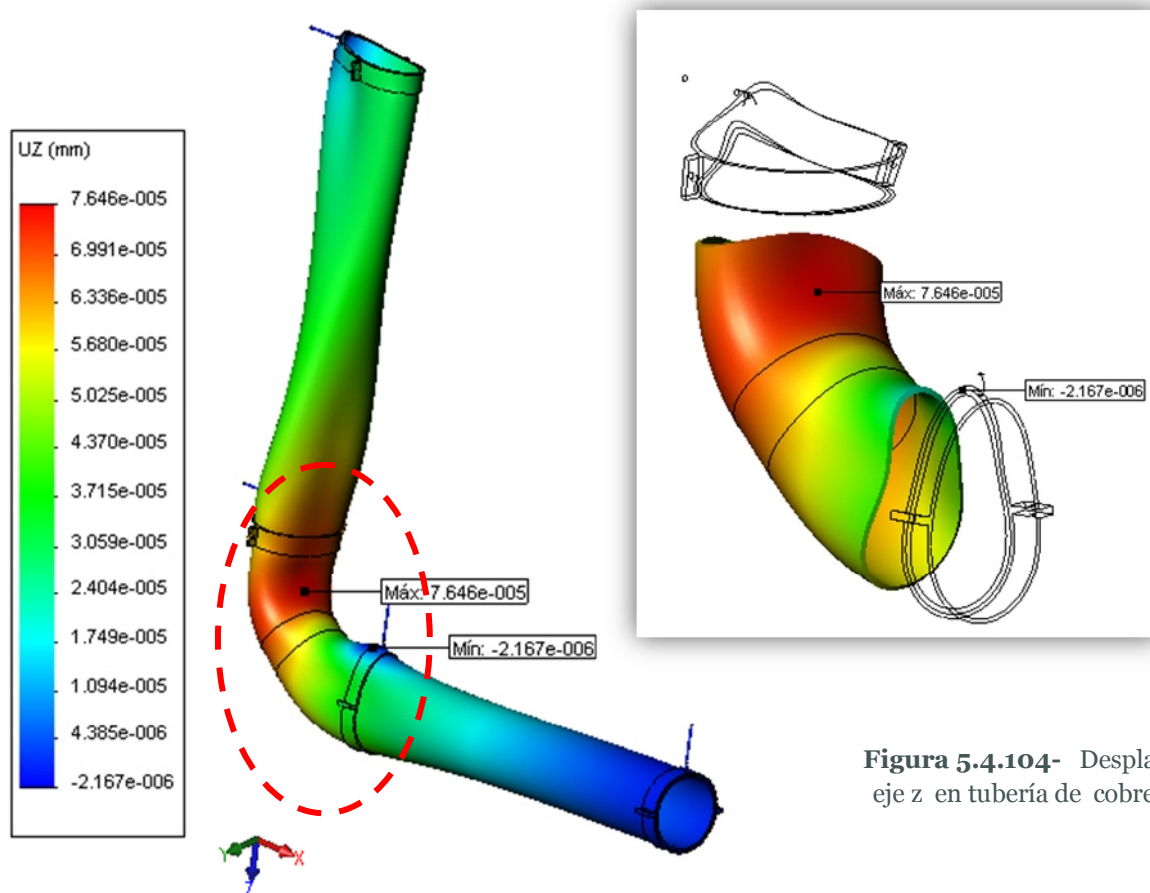 UZ (mm)
7.646e-005
6.991e-005
6.336e-005
5.680e-005
5.025e-005
4.370e-005
3.715e-005
3.059e-005
2.404e-005
1.749e-005
1.094e-005
4.385e-006
-2.167e-006
Máx: 7.646e-005
Mín: -2.167e-006
Máx: 7.646e-005
Mín: -2.167e-006
Y
X
Z
Figura 5.4.104- Despla
eje z en tubería de cobre